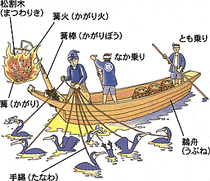 松割木
(まつわりき)
篝火(かがり火)
篝棒(かがりぼう)
とも乗り
なか乗り
篝(かがり)
鵜舟
(うぶね)
手縄(たなわ)